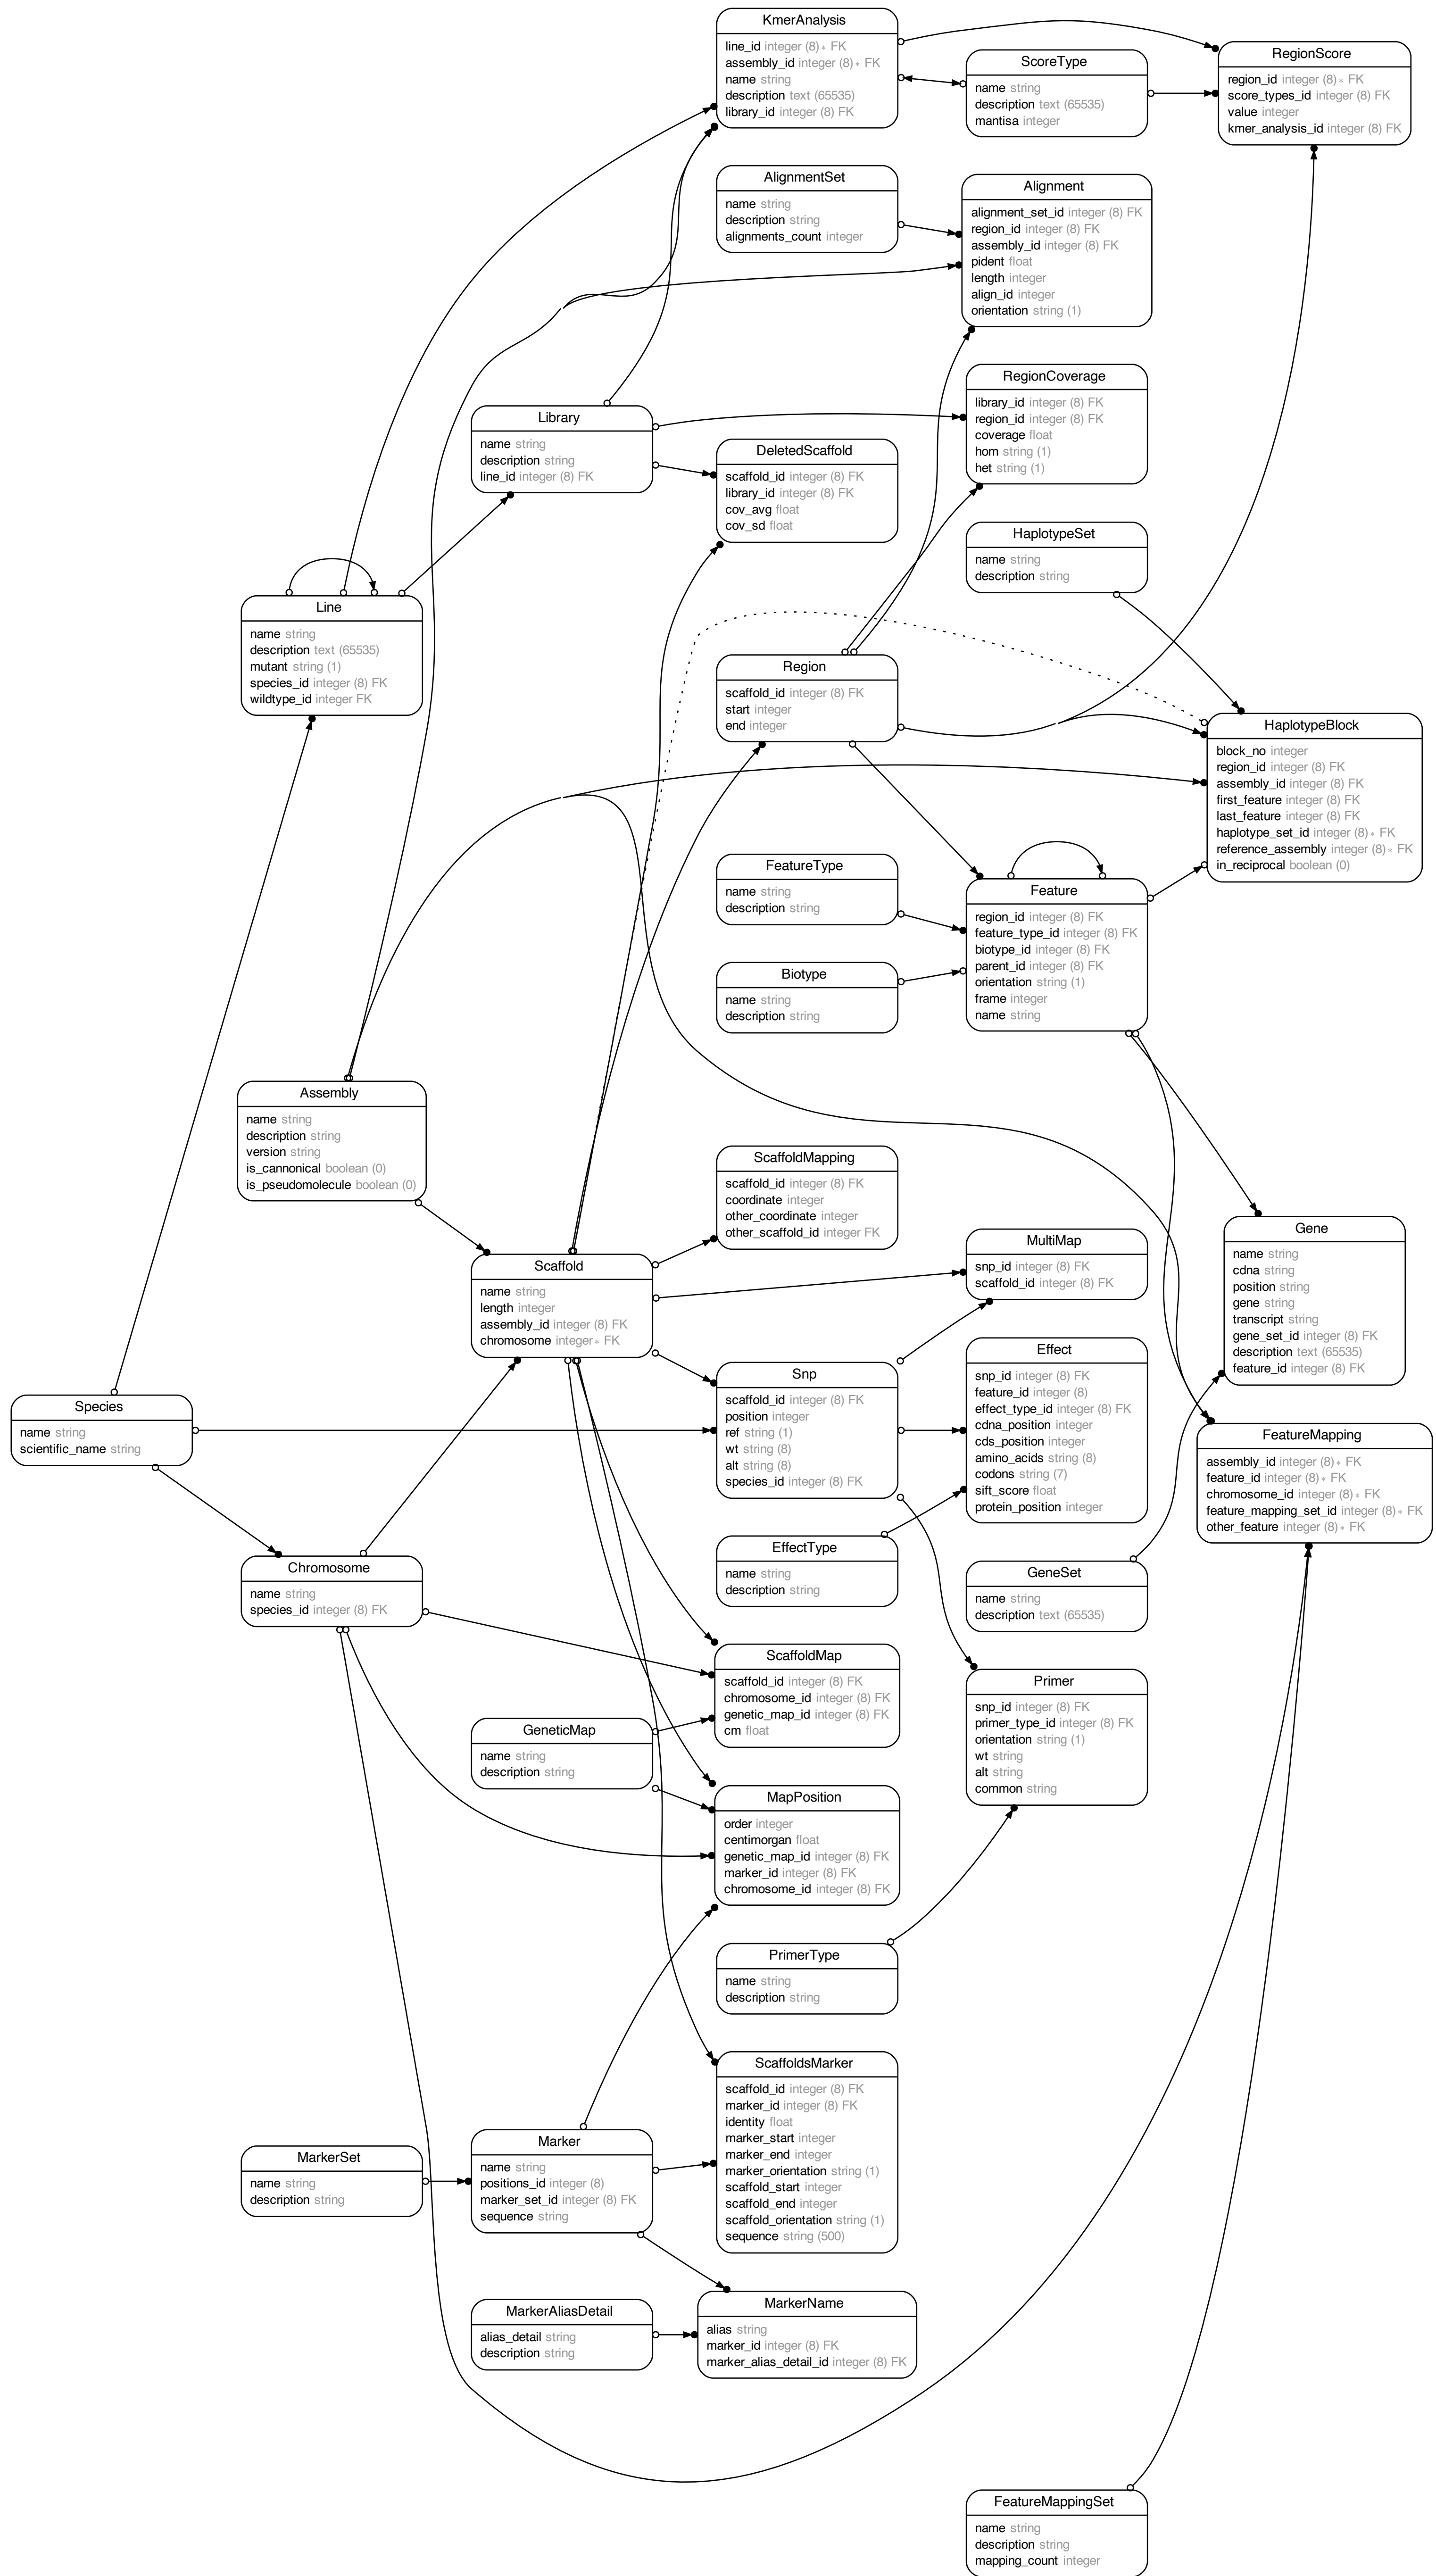 KmerAnalysis
line_id integer (8) ∗ FK
assembly_id integer (8) ∗ FK
name string
description text (65535)
library_id integer (8) FK
ScoreType
name string
description text (65535)
mantisa integer
RegionScore
region_id integer (8) ∗ FK
score_types_id integer (8) FK
value integer
kmer_analysis_id integer (8) FK
AlignmentSet
name string
description string
alignments_count integer
Alignment
alignment_set_id integer (8) FK
region_id integer (8) FK
assembly_id integer (8) FK
pident float
length integer
align_id integer
orientation string (1)
RegionCoverage
library_id integer (8) FK
region_id integer (8) FK
coverage float
hom string (1)
het string (1)
Library
name string
description string
line_id integer (8) FK
DeletedScaffold
scaffold_id integer (8) FK
library_id integer (8) FK
cov_avg float
cov_sd float
HaplotypeSet
name string
description string
Line
name string
description text (65535)
mutant string (1)
species_id integer (8) FK
wildtype_id integer FK
Region
scaffold_id integer (8) FK
start integer
end integer
HaplotypeBlock
block_no integer
region_id integer (8) FK
assembly_id integer (8) FK
first_feature integer (8) FK
last_feature integer (8) FK
haplotype_set_id integer (8) ∗ FK
reference_assembly integer (8) ∗ FK
in_reciprocal boolean (0)
FeatureType
name string
description string
Feature
region_id integer (8) FK
feature_type_id integer (8) FK
biotype_id integer (8) FK
parent_id integer (8) FK
orientation string (1)
frame integer
name string
Biotype
name string
description string
Assembly
name string
description string
version string
is_cannonical boolean (0)
is_pseudomolecule boolean (0)
ScaffoldMapping
scaffold_id integer (8) FK
coordinate integer
other_coordinate integer
other_scaffold_id integer FK
Gene
name string
cdna string
position string
gene string
transcript string
gene_set_id integer (8) FK
description text (65535)
feature_id integer (8) FK
MultiMap
snp_id integer (8) FK
scaffold_id integer (8) FK
Scaffold
name string
length integer
assembly_id integer (8) FK
chromosome integer ∗ FK
Effect
snp_id integer (8) FK
feature_id integer (8)
effect_type_id integer (8) FK
cdna_position integer
cds_position integer
amino_acids string (8)
codons string (7)
sift_score float
protein_position integer
Snp
scaffold_id integer (8) FK
position integer
ref string (1)
wt string (8)
alt string (8)
species_id integer (8) FK
Species
name string
scientific_name string
FeatureMapping
assembly_id integer (8) ∗ FK
feature_id integer (8) ∗ FK
chromosome_id integer (8) ∗ FK
feature_mapping_set_id integer (8) ∗ FK
other_feature integer (8) ∗ FK
EffectType
name string
description string
Chromosome
name string
species_id integer (8) FK
GeneSet
name string
description text (65535)
ScaffoldMap
scaffold_id integer (8) FK
chromosome_id integer (8) FK
genetic_map_id integer (8) FK
cm float
Primer
snp_id integer (8) FK
primer_type_id integer (8) FK
orientation string (1)
wt string
alt string
common string
GeneticMap
name string
description string
MapPosition
order integer
centimorgan float
genetic_map_id integer (8) FK
marker_id integer (8) FK
chromosome_id integer (8) FK
PrimerType
name string
description string
ScaffoldsMarker
scaffold_id integer (8) FK
marker_id integer (8) FK
identity float
marker_start integer
marker_end integer
marker_orientation string (1)
scaffold_start integer
scaffold_end integer
scaffold_orientation string (1)
sequence string (500)
MarkerSet
name string
description string
Marker
name string
positions_id integer (8)
marker_set_id integer (8) FK
sequence string
MarkerAliasDetail
alias_detail string
description string
MarkerName
alias string
marker_id integer (8) FK
marker_alias_detail_id integer (8) FK
FeatureMappingSet
name string
description string
mapping_count integer